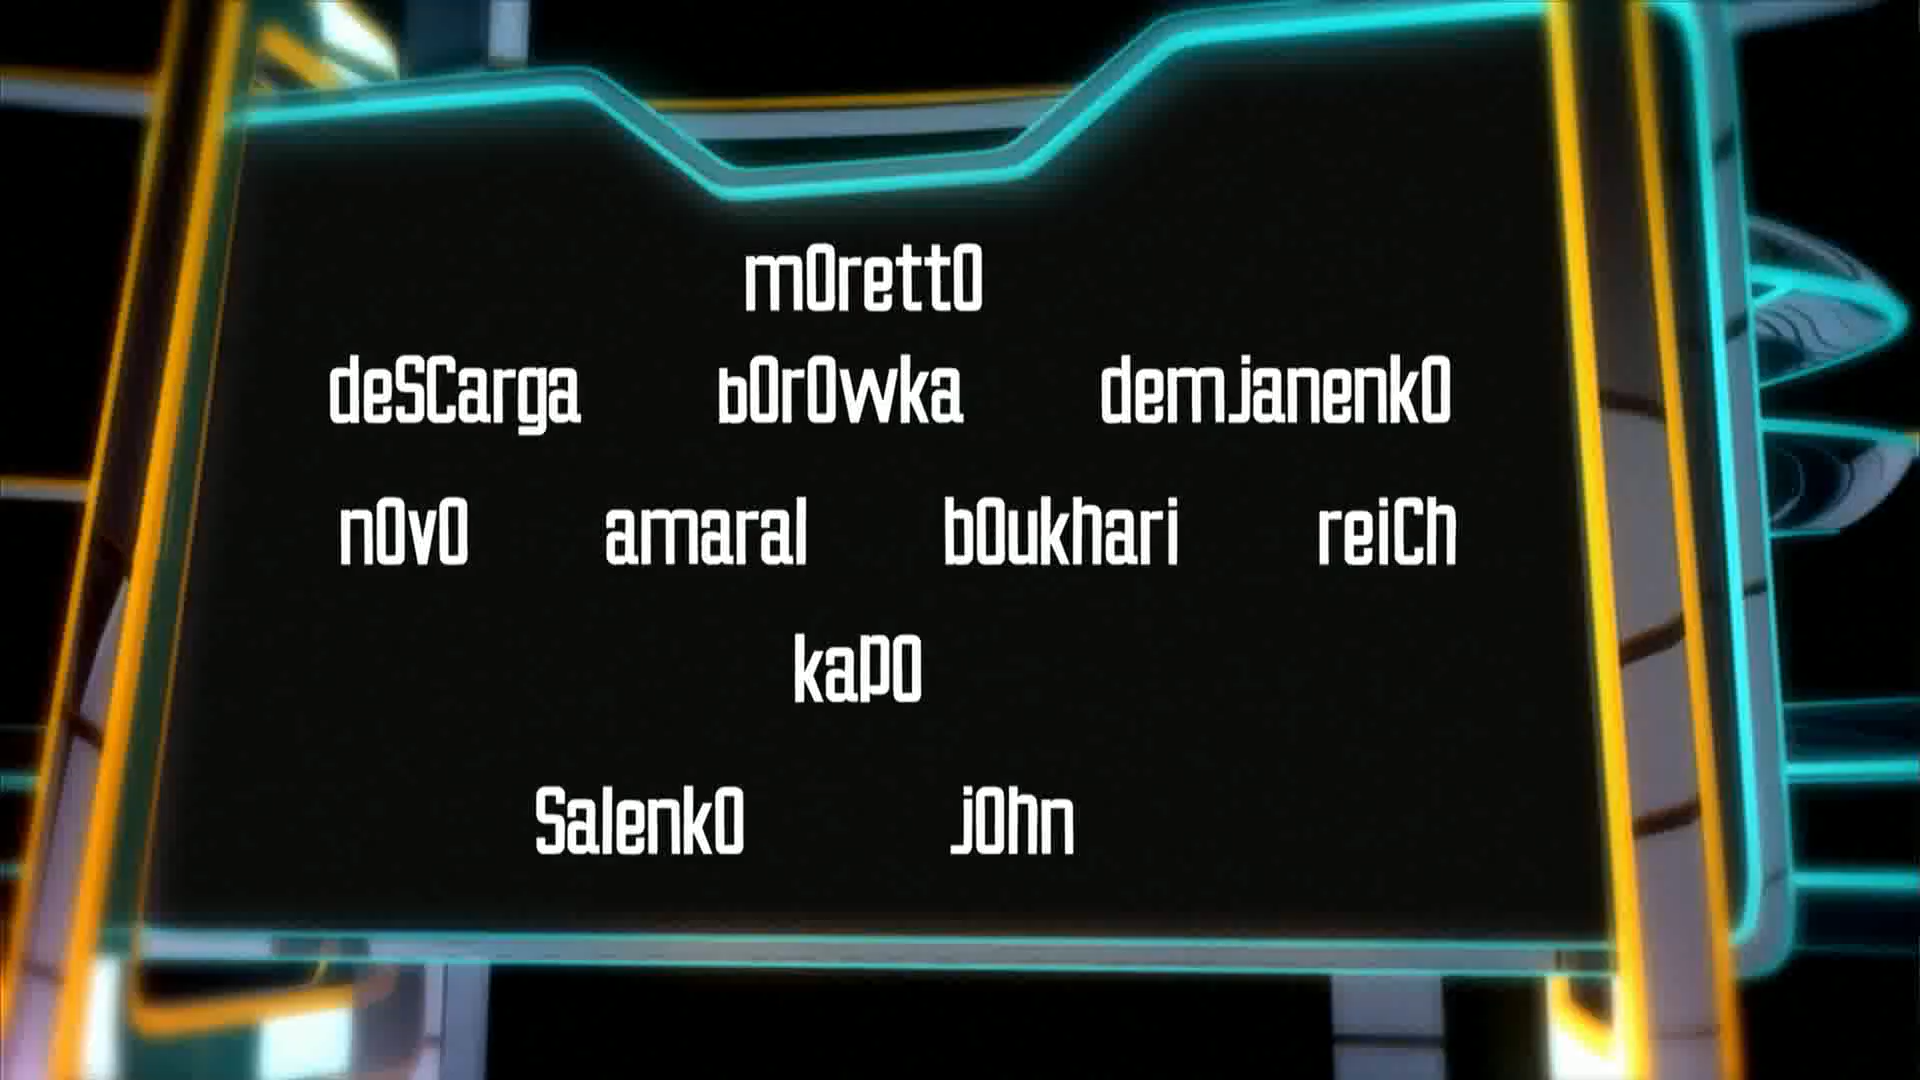 m0rett0
deSCarga b0r0wka demjanenk0
n0v0 amaral b0ukhari reiCh
kaP0
Salenk0 j0hn